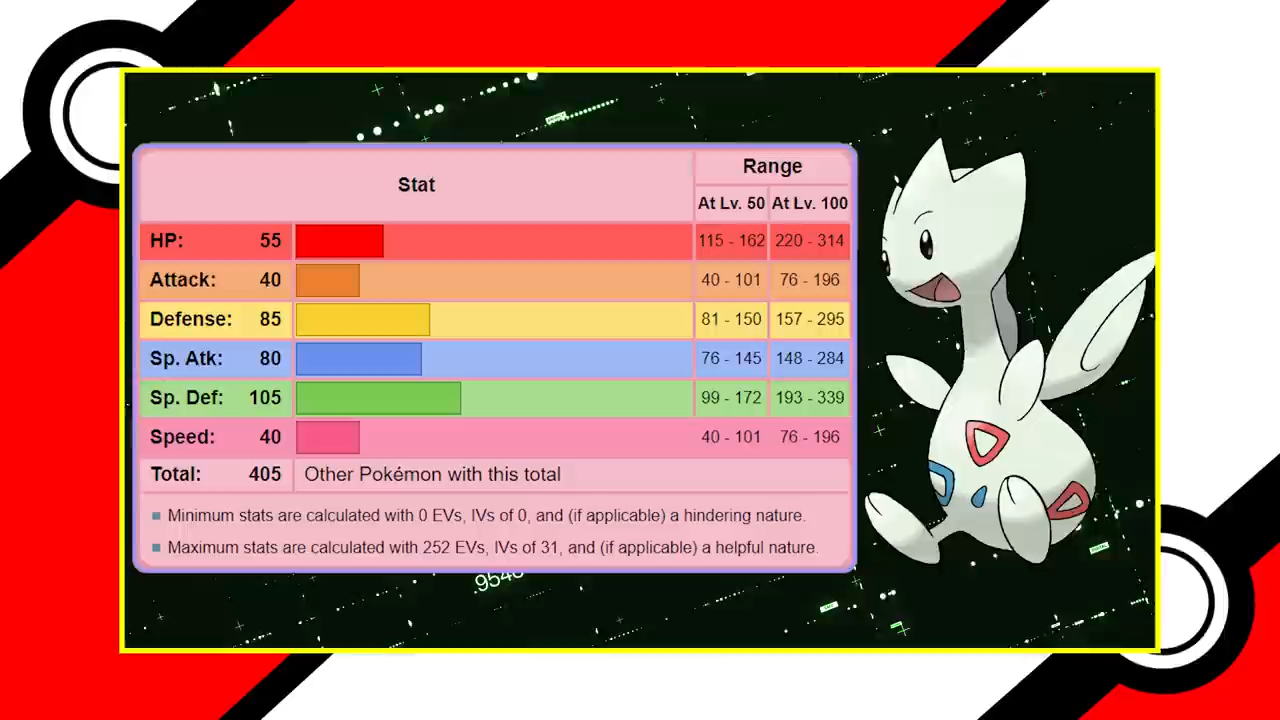 Stat Range
At Lv. 50 At Lv. 100
HP: 55 115 - 162 220 - 314
Attack: 40 40 - 101 76 - 196
Defense: 85 81 - 150 157 - 295
Sp. Atk: 80 76 - 145 148 - 284
Sp. Def: 105 99 - 172 193 - 339
Speed: 40 40 - 101 76 - 196
Total: 405 Other Pokémon with this total
Minimum stats are calculated with 0 EVs, IVs of 0, and (if applicable) a hindering nature.
Maximum stats are calculated with 252 EVs, IVs of 31, and (if applicable) a helpful nature.